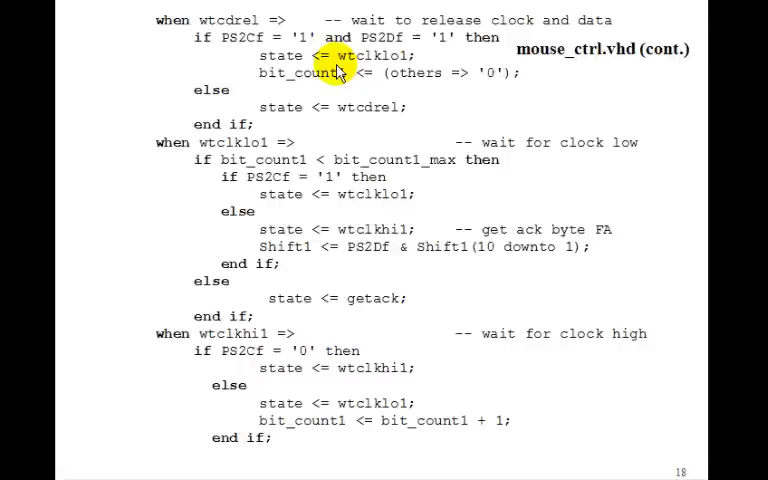 when wtcdrel => -- wait to release clock and data
if PS2Cf = '1' and PS2Df = '1' then
mouse_ctrl.vhd (cont.)
state <= wtclklo1;
bit_count1 <= (others => '0');
else
state <= wtcdrel;
end if;
when wtclklo1 => -- wait for clock low
if bit_count1 < bit_count1_max then
if PS2Cf = '1' then
state <= wtclklo1;
else
state <= wtclkhi1; -- get ack byte FA
Shift1 <= PS2Df & Shift1(10 downto 1);
end if;
else
state <= getack;
end if;
when wtclkhi1 => -- wait for clock high
if PS2Cf = '0' then
state <= wtclkhi1;
else
state <= wtclklo1;
bit_count1 <= bit_count1 + 1;
end if;
18